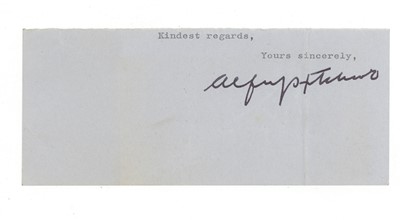 Kindest regards,
Yours sincerely,